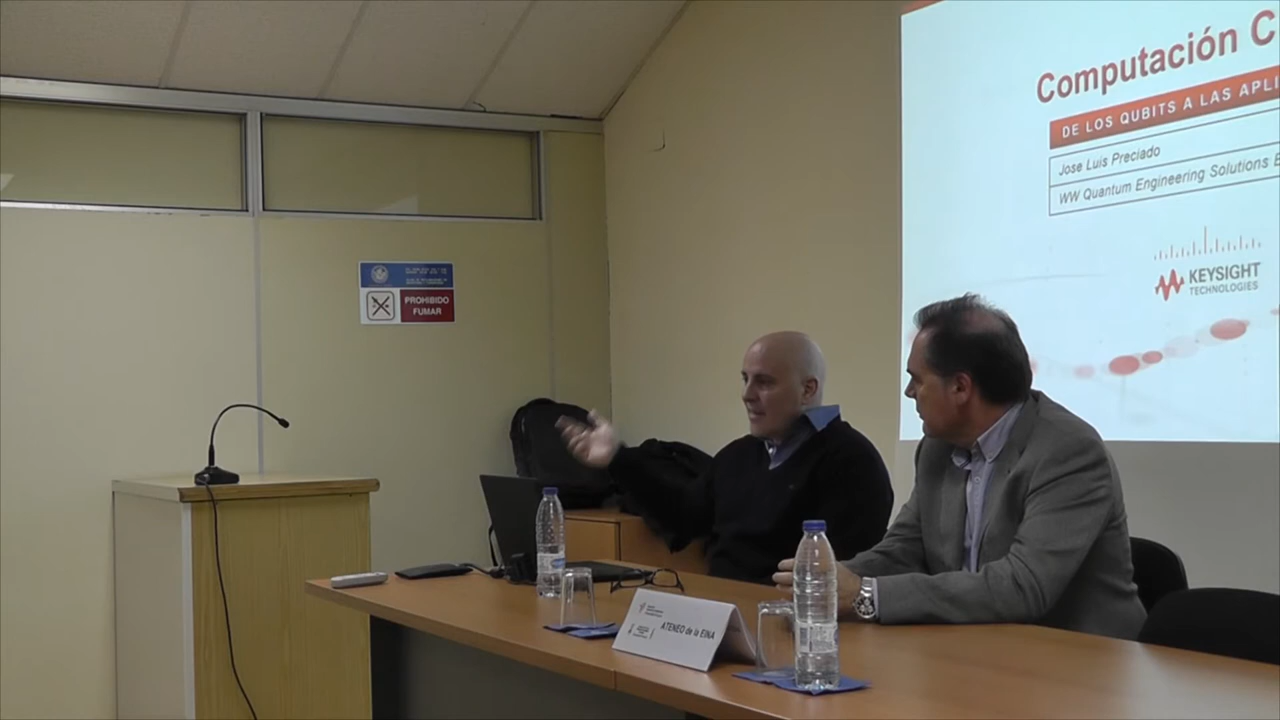 Computación C
DE LOS QUBITS A LAS APLI
Jose Luis Preciado
WW Quantum Engineering Solutions E
KEYSIGHT
TECHNOLOGIES
PROHIBIDO
FUMAR
ATENEO de la EINA